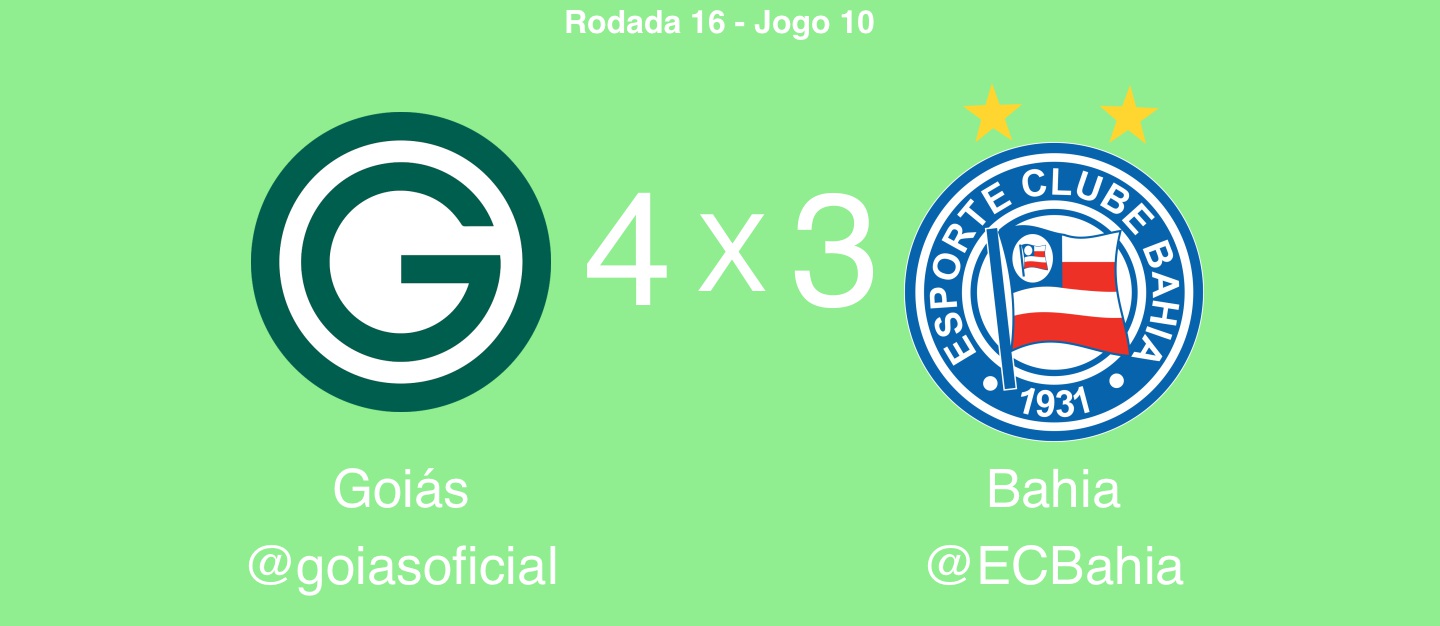 Rodada 16 - Jogo 10
G
4 x 3
ESPORTE CLUBE BAHIA
1931
Goiás
Bahia
@goiasoficial
@ECBahia